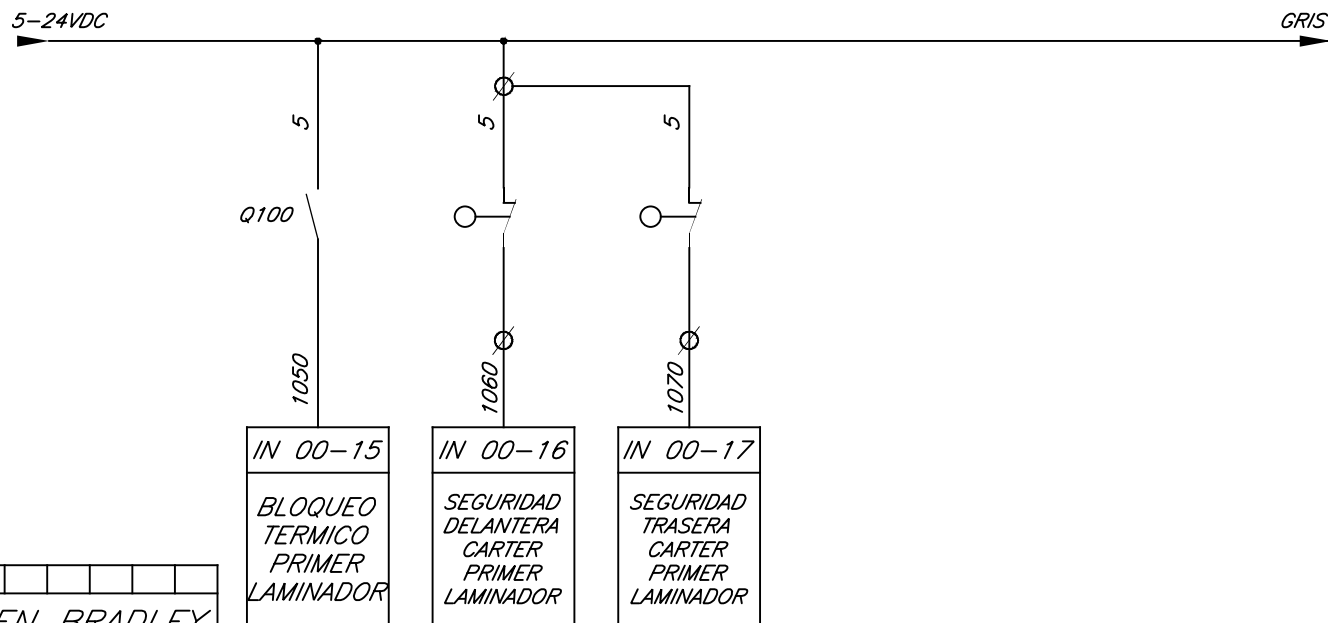 5-24VDC
GRIS
5
5
5
Q100
1050
1060
1070
IN 00-15
IN 00-16
IN 00-17
BLOQUEO
TERMICO
PRIMER
LAMINADOR
SEGURIDAD
DELANTERA
CARTER
PRIMER
LAMINADOR
SEGURIDAD
TRASERA
CARTER
PRIMER
LAMINADOR
EN BRADLEY